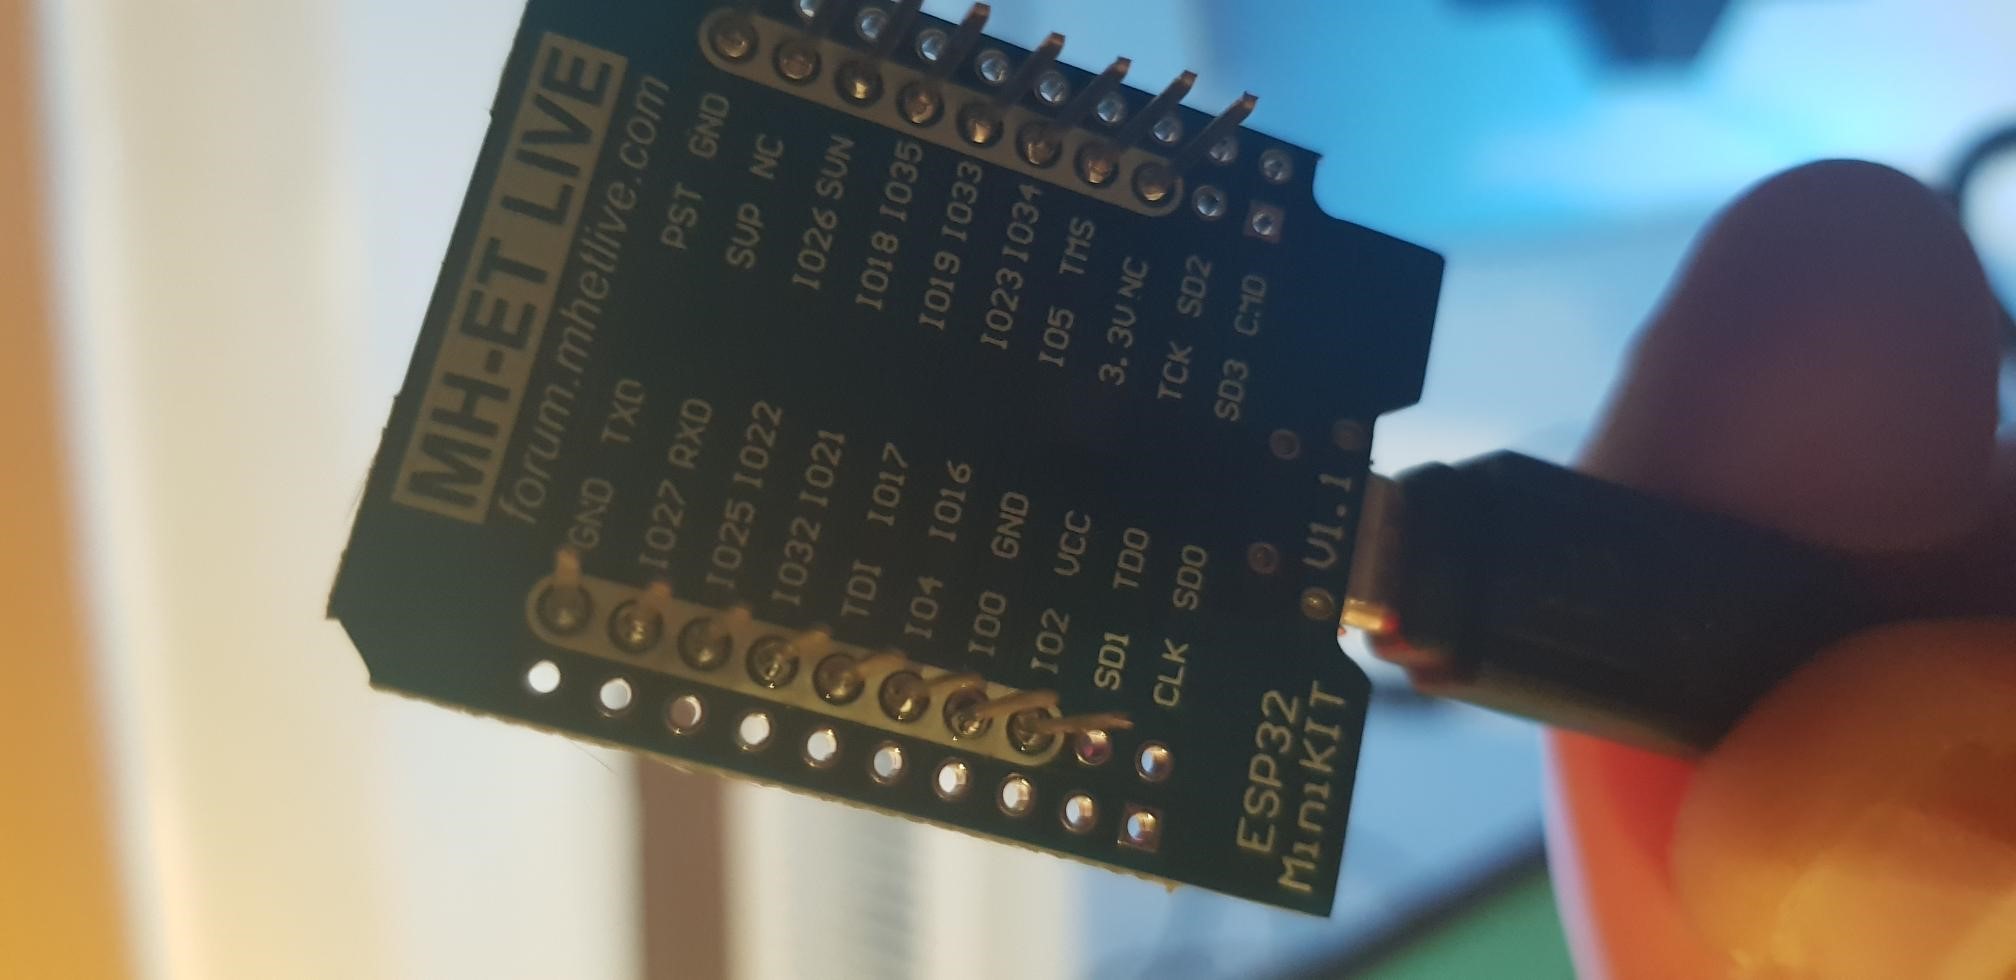 MH-ET LIVE
forum.mhetlive.com
GND TXD
IO27 RXD
IO25 IO22
IO32 IO21
TDI IO17
IO4 IO16
IO0 GND
IO2 VCC
SD1 TDO
CLK SD0
PST GND
SVP NC
IO26 SVN
IO18 IO35
IO19 IO33
IO23 IO34
IO5 TMS
3.3V NC
TCK SD2
SD3 CMD
ESP32
MiniKIT
V1.1